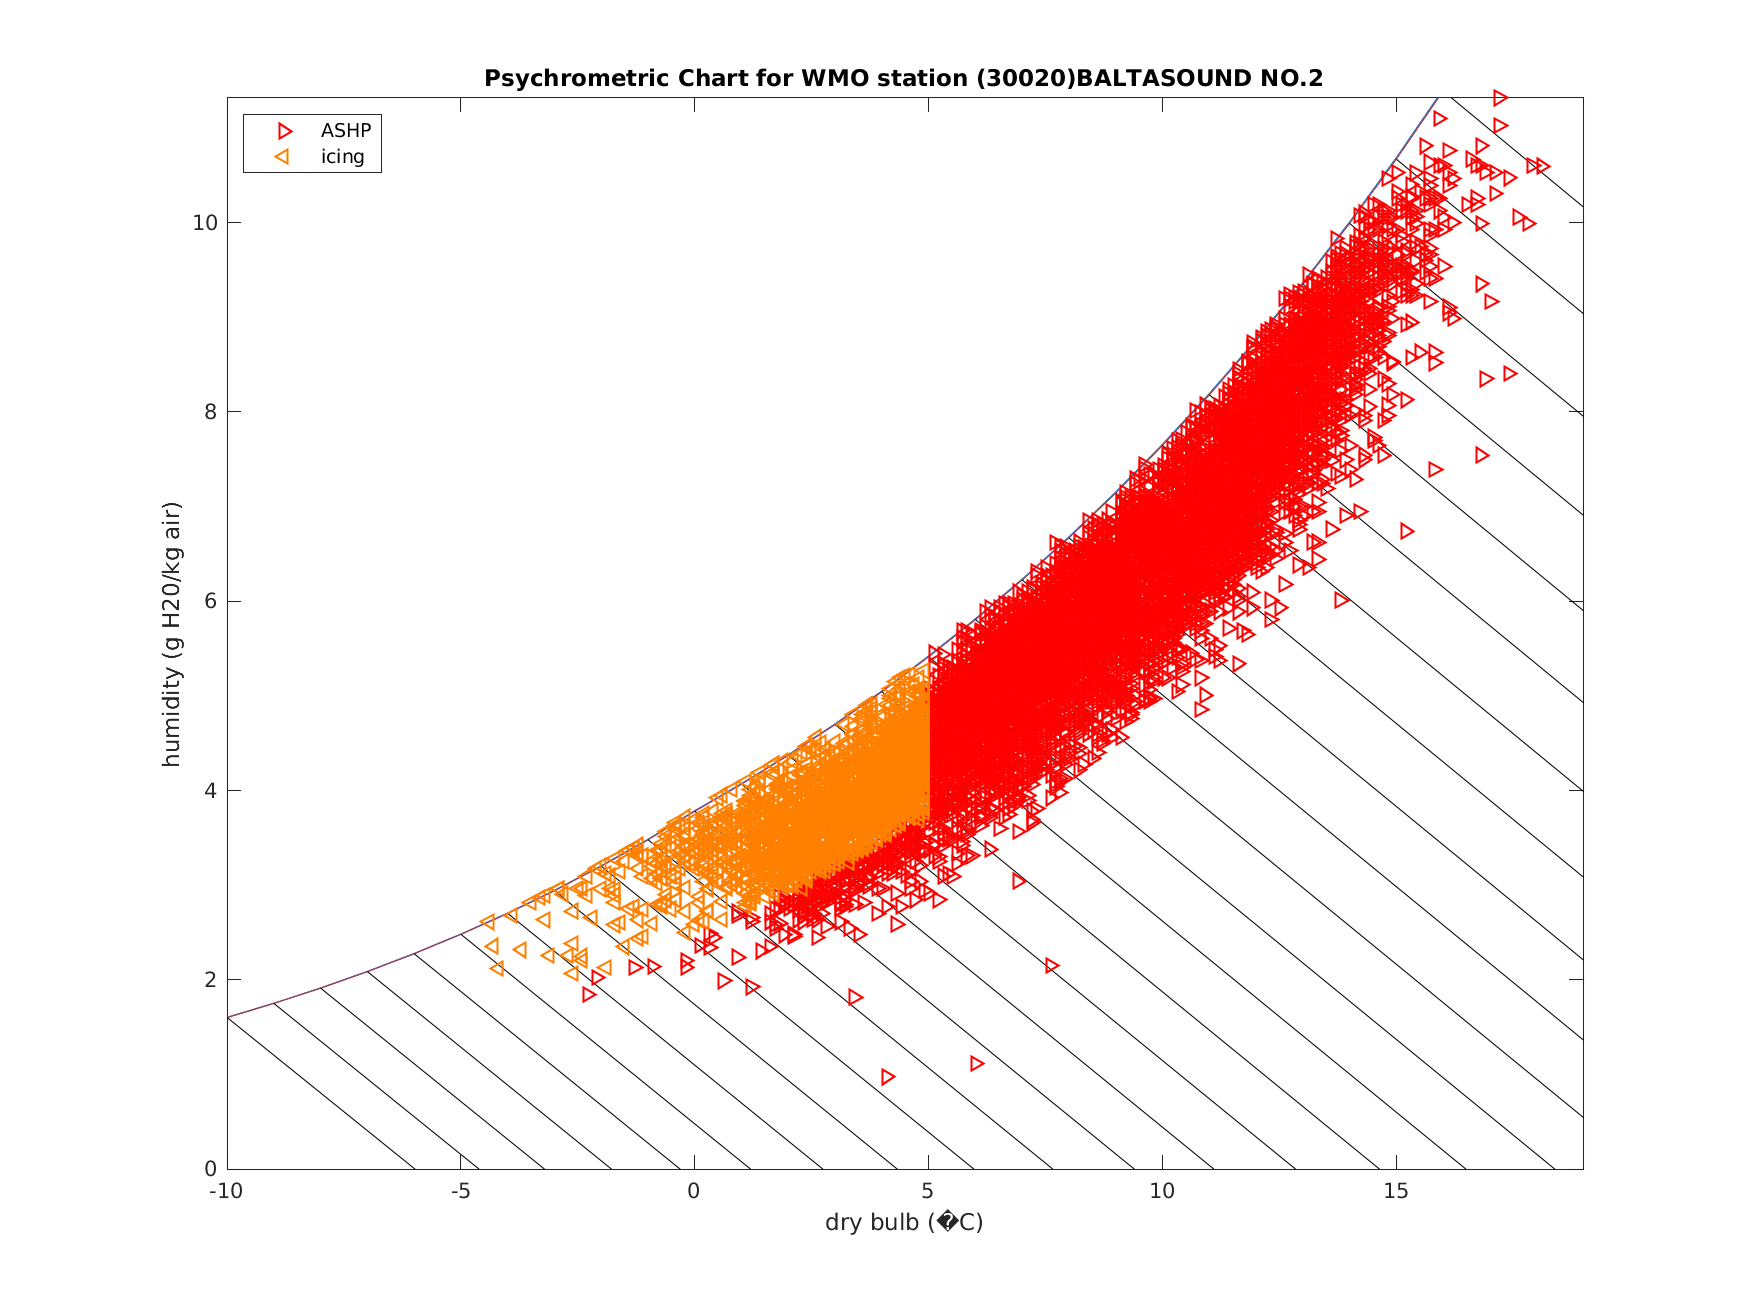 Psychrometric Chart for WMO station (30020)BALTASOUND NO.2
ASHP
icing
humidity (g H20/kg air)
10
8
6
4
2
0
-10 -5 0 5 10 15
dry bulb (�C)